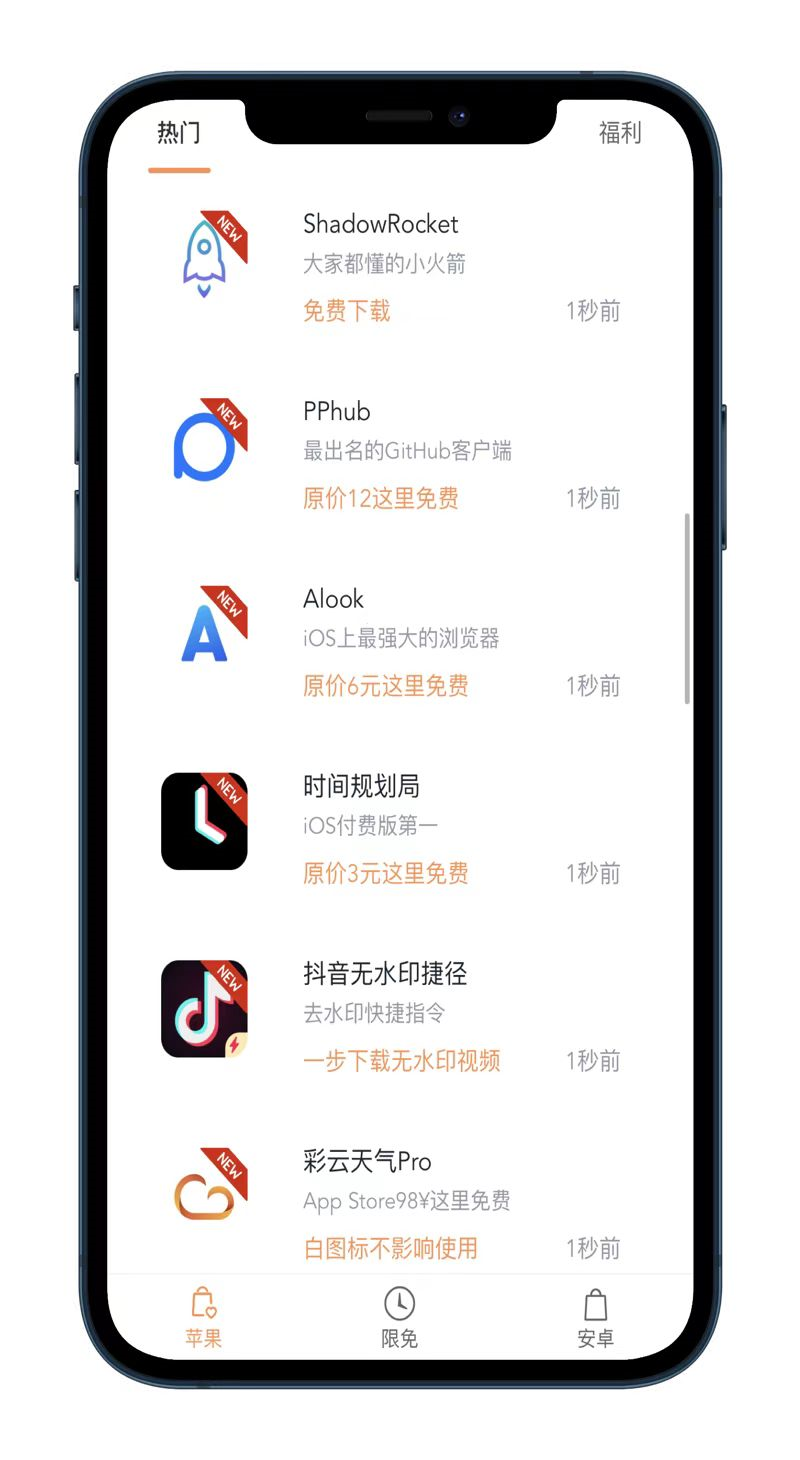 热门
福利
NEW
ShadowRocket
大家都懂的小火箭
免费下载
1秒前
NEW
PPhub
最出名的GitHub客户端
原价12这里免费
1秒前
NEW
Alook
iOS上最强大的浏览器
原价6元这里免费
1秒前
NEW
时间规划局
iOS付费版第一
原价3元这里免费
1秒前
NEW
抖音无水印捷径
去水印快捷指令
一步下载无水印视频
1秒前
NEW
彩云天气Pro
App Store98¥这里免费
白图标不影响使用
1秒前
苹果
限免
安卓